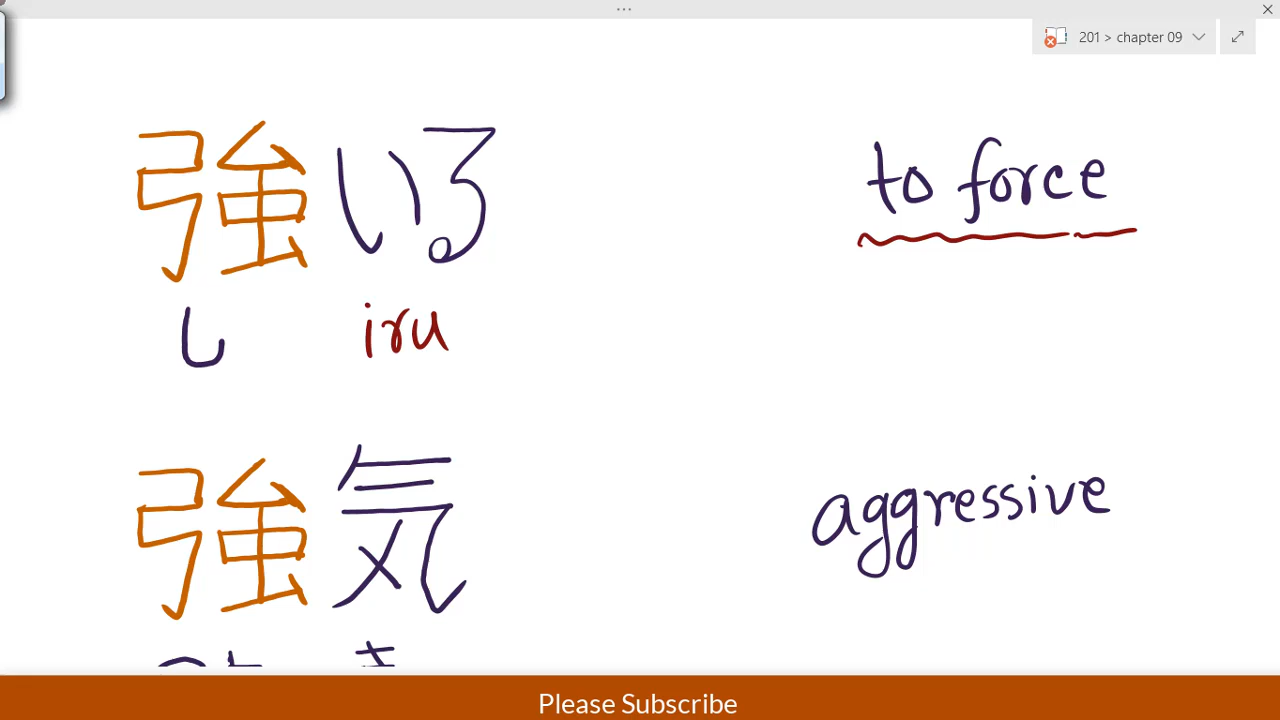 201 > chapter 09
強いる to force
し iru
強気 aggressive
Please Subscribe